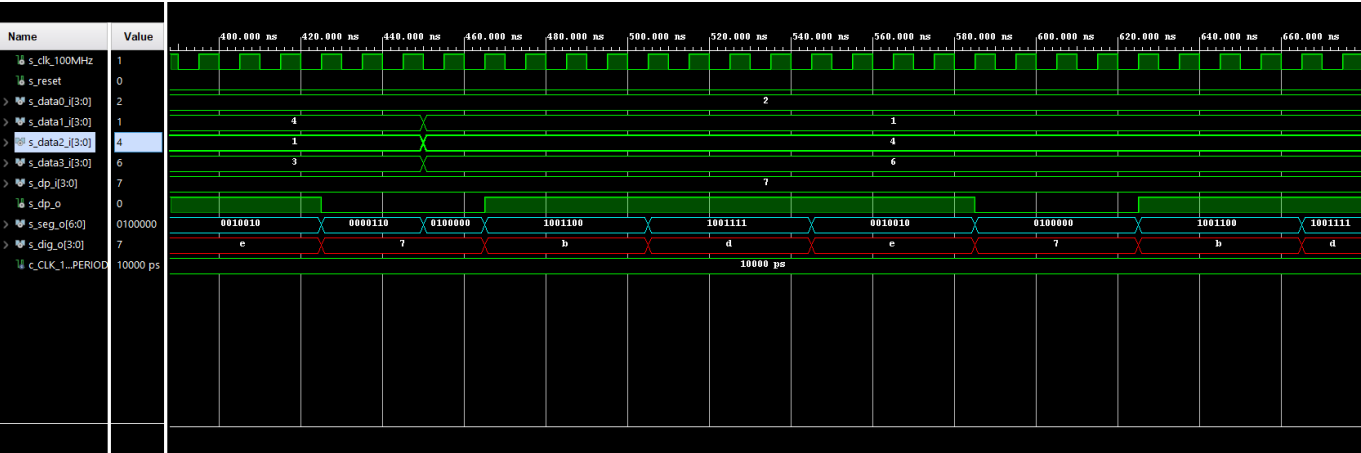 Name Value
400.000 ns 420.000 ns 440.000 ns 460.000 ns 480.000 ns 500.000 ns 520.000 ns 540.000 ns 560.000 ns 580.000 ns 600.000 ns 620.000 ns 640.000 ns 660.000 ns
s_clk_100MHz 1
s_reset 0
s_data0_i[3:0] 2 2
s_data1_i[3:0] 1 4 1
s_data2_i[3:0] 4 1 4
s_data3_i[3:0] 6 3 6
s_dp_i[3:0] 7 7
s_dp_o 0
s_seg_o[6:0] 0100000 0010010 0000110 0100000 1001100 1001111 0010010 0100000 1001100 1001111
s_dig_o[3:0] 7 e 7 b d e 7 b d
c_CLK_1...PERIOD 10000 ps 10000 ps